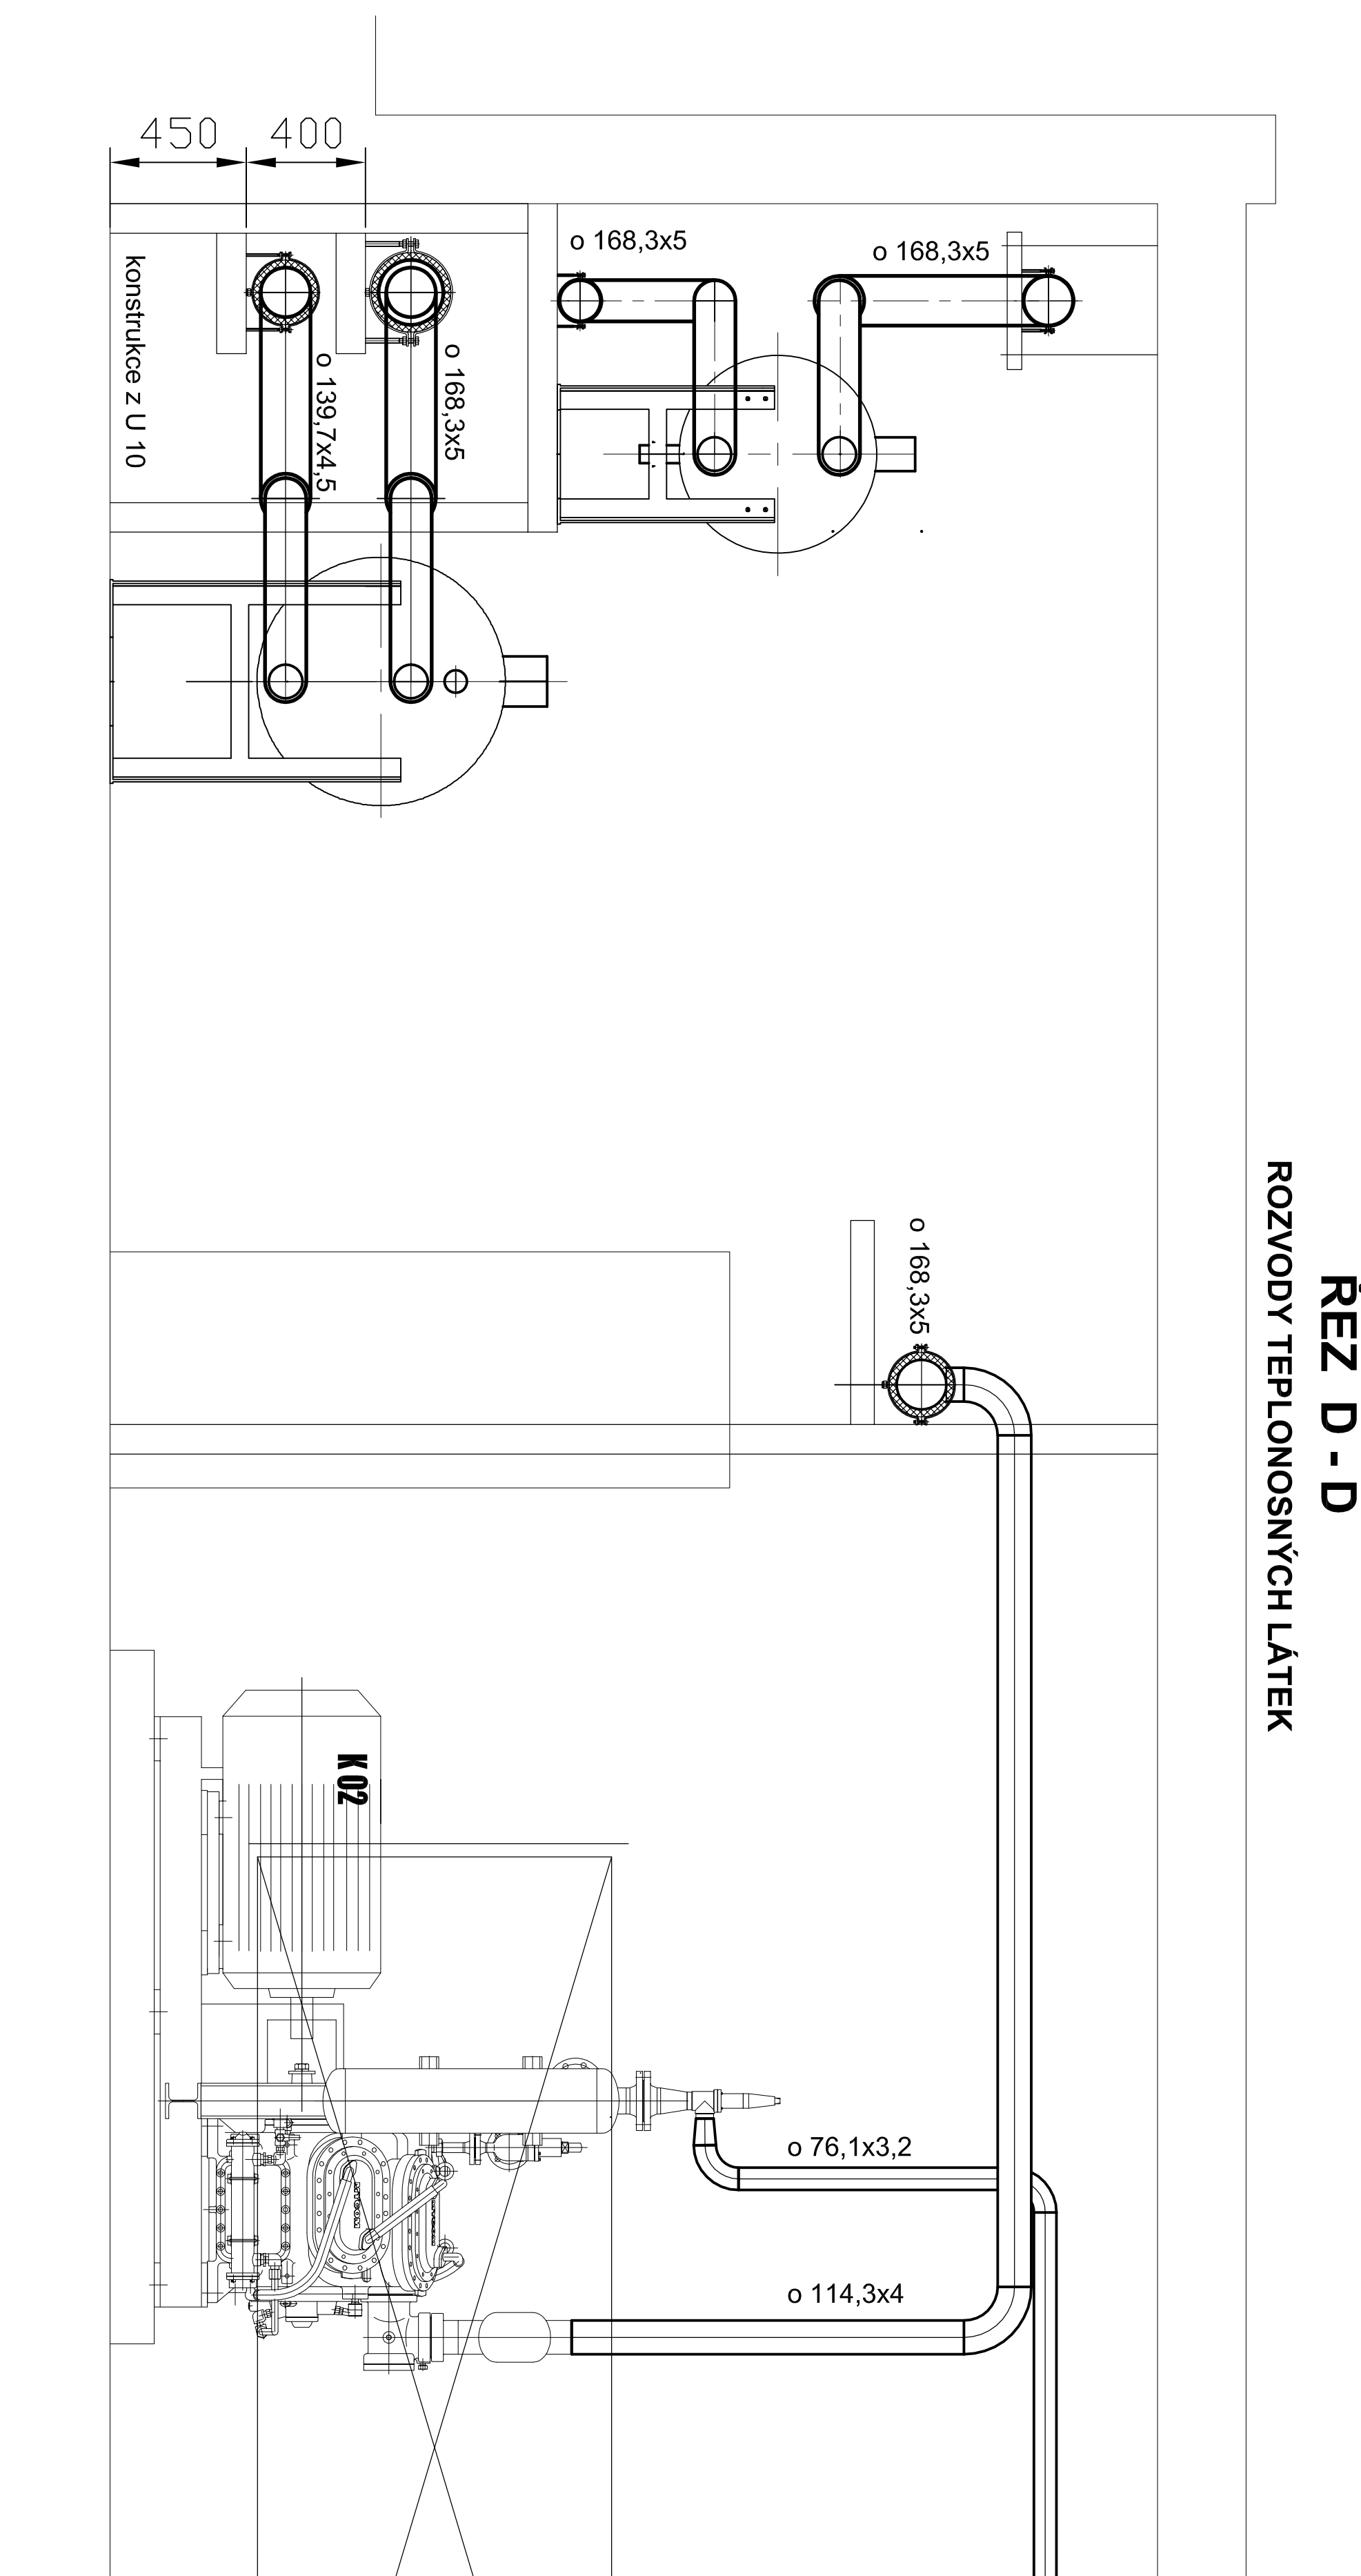 ŘEZ D - D
ROZVODY TEPLONOSNÝCH LÁTEK
450
400
o 168,3x5
o 168,3x5
konstrukce z U 10
o 139,7x4,5
o 168,3x5
o 168,3x5
K 02
o 76,1x3,2
o 114,3x4